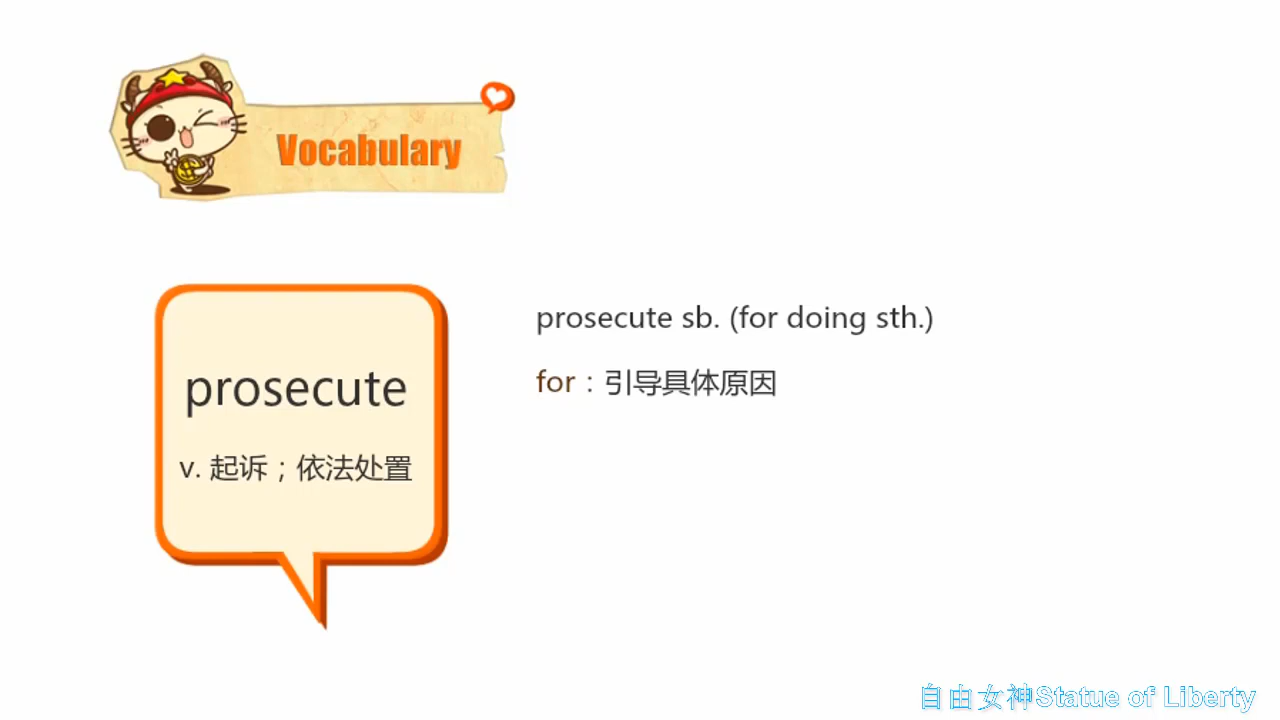 Vocabulary
prosecute
v. 起诉；依法处置
prosecute sb. (for doing sth.)
for：引导具体原因
自由女神Statue of Liberty